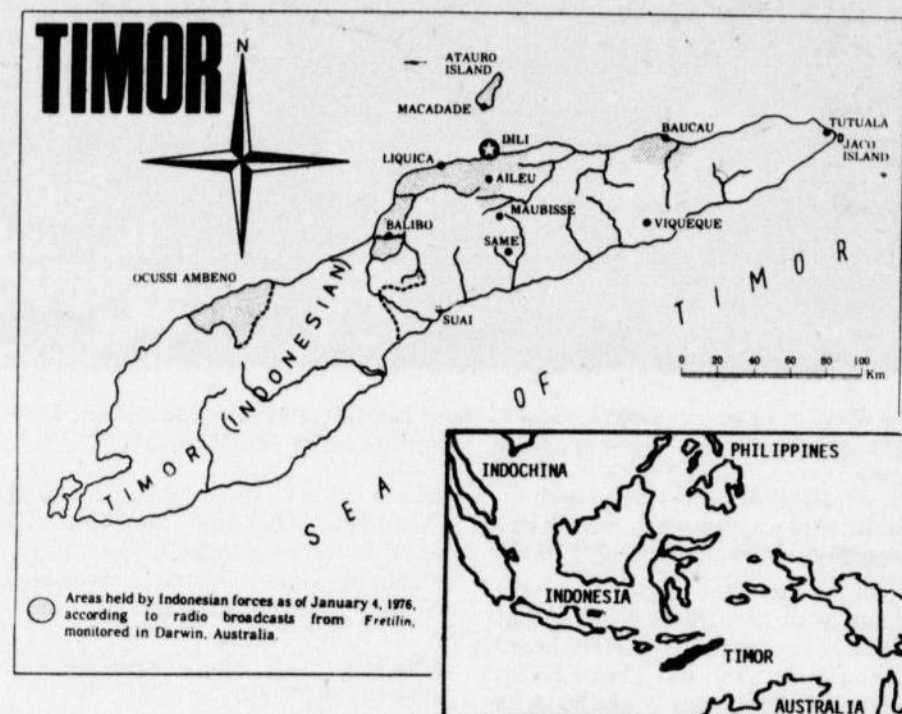 TIMOR
N
ATAURO
ISLAND
MACADADE
DILI
BAUCAU
TUTUALA
JACO
ISLAND
LIQUICA
AILEU
MAUBISSE
VIQUEQUE
BALIBO
SAME
OCUSSI AMBENO
SUAI
TIMOR (INDONESIAN)
SEA OF TIMOR
0 20 40 60 80 100
Km
Areas held by Indonesian forces as of January 4, 1976,
according to radio broadcasts from Fretilin,
monitored in Darwin, Australia.
INDOCHINA
PHILIPPINES
INDONESIA
TIMOR
AUSTRALIA